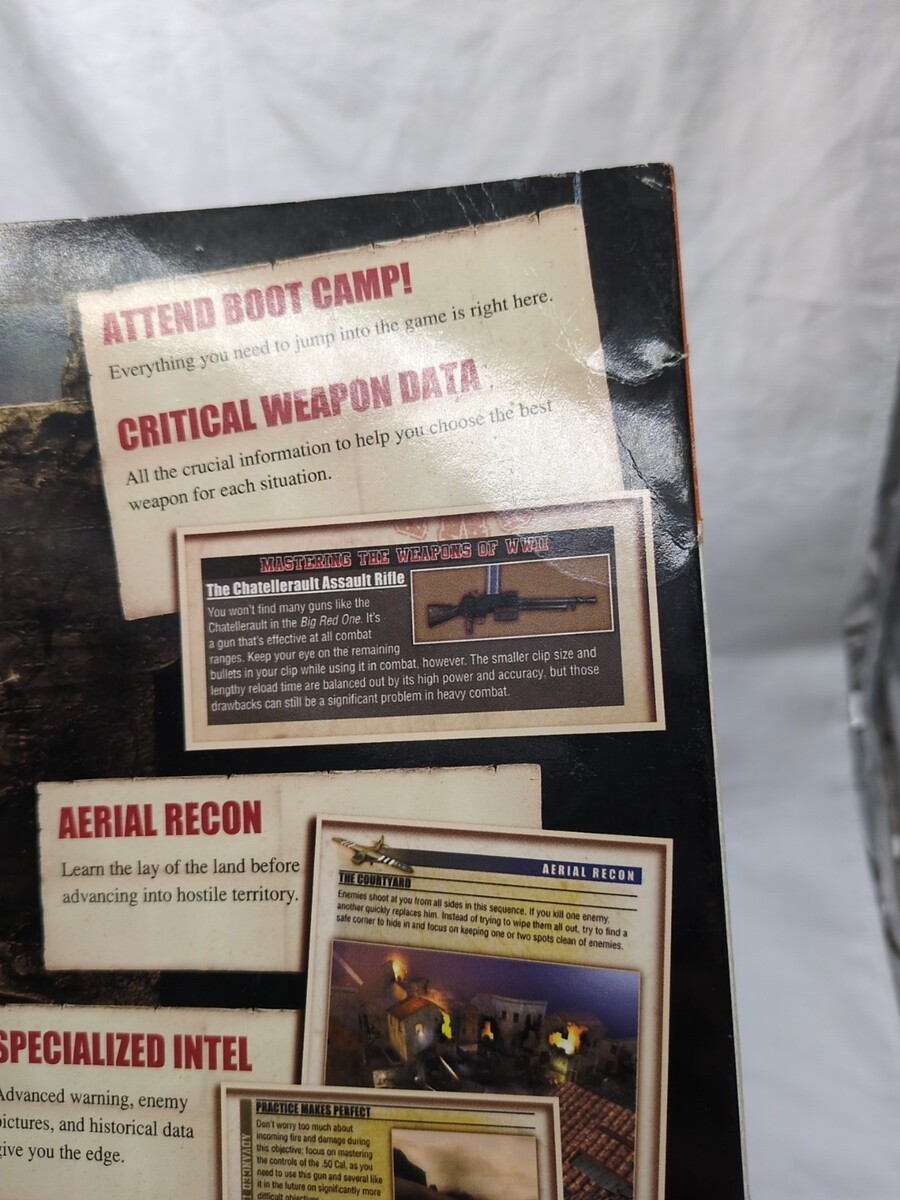 ATTEND BOOT CAMP!
Everything you need to jump into the game is right here.
CRITICAL WEAPON DATA
All the crucial information to help you choose the best
weapon for each situation.
MASTERING THE WEAPONS OF WWII
The Chatellerault Assault Rifle
You won't find many guns like the
Chatellerault in the Big Red One. It's
a gun that's effective at all combat
ranges. Keep your eye on the remaining
bullets in your clip while using it in combat, however. The smaller clip size and
lengthy reload time are balanced out by its high power and accuracy, but those
drawbacks can still be a significant problem in heavy combat.
AERIAL RECON
Learn the lay of the land before
advancing into hostile territory.
AERIAL RECON
THE COURTYARD
Enemies shoot at you from all sides in this sequence. If you kill one enemy,
another quickly replaces him. Instead of trying to wipe them all out, try to find a
safe corner to hide in and focus on keeping one or two spots clean of enemies.
SPECIALIZED INTEL
Advanced warning, enemy
pictures, and historical data
give you the edge.
PRACTICE MAKES PERFECT
Don't worry too much about
incoming fire and damage during
this objective; focus on mastering
the controls of the .50 Cal, as you
need to use this gun and several like
it in the future on significantly more
difficult objectives